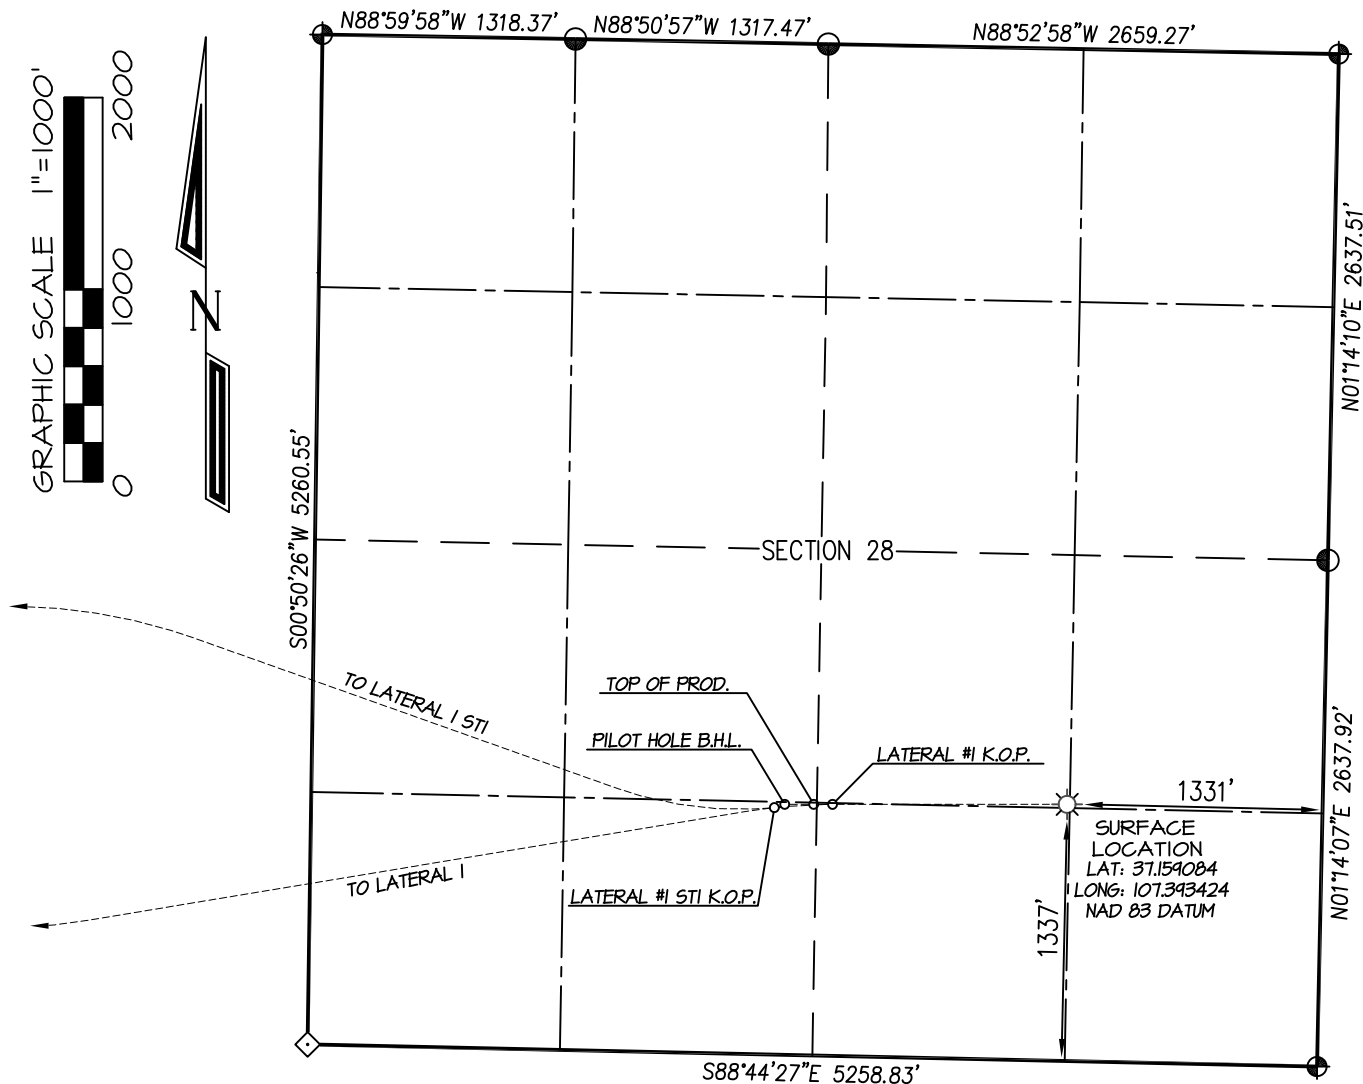 N88°59'58"W 1318.37'
N88°50'57"W 1317.47'
N88°52'58"W 2659.27'
GRAPHIC SCALE 1"=1000'
0
1000
2000
N
S00°50'26"W 5260.55'
N01°14'10"E 2637.51'
SECTION 28
TO LATERAL 1 ST1
TOP OF PROD.
PILOT HOLE B.H.L.
LATERAL #1 K.O.P.
1331'
SURFACE
LOCATION
LAT: 37.159084
LONG: 107.393424
NAD 83 DATUM
TO LATERAL 1
LATERAL #1 ST1 K.O.P.
1337'
N01°14'07"E 2637.92'
S88°44'27"E 5258.83'